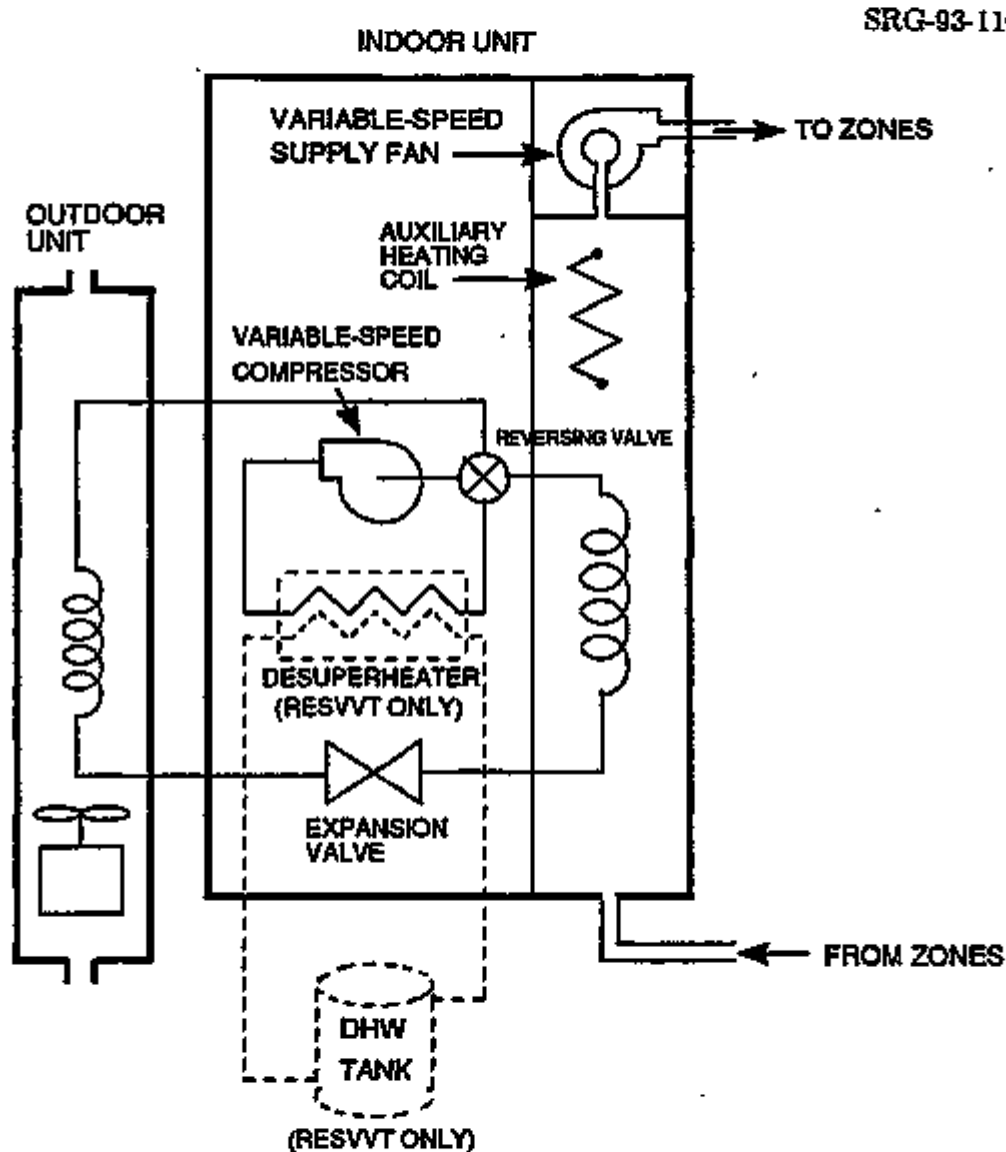 SRG-93-11
INDOOR UNIT
VARIABLE-SPEED
SUPPLY FAN
TO ZONES
OUTDOOR
UNIT
AUXILIARY
HEATING
COIL
VARIABLE-SPEED
COMPRESSOR
REVERSING VALVE
DESUPERHEATER
(RESVVT ONLY)
EXPANSION
VALVE
FROM ZONES
DHW
TANK
(RESVVT ONLY)